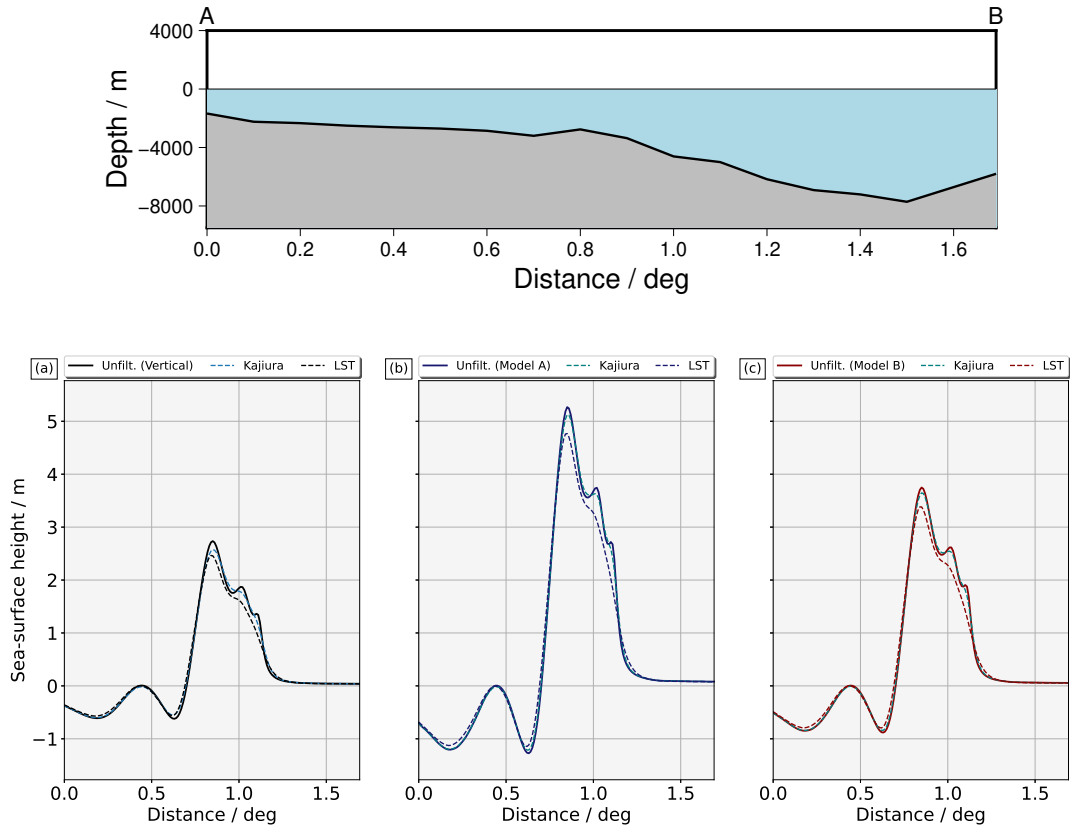 A B
4000
0
−4000
−8000
Depth / m
0.0 0.2 0.4 0.6 0.8 1.0 1.2 1.4 1.6
Distance / deg
(a) Unfilt. (Vertical) Kajiura LST
(b) Unfilt. (Model A) Kajiura LST
(c) Unfilt. (Model B) Kajiura LST
5
4
3
2
1
0
−1
Sea-surface height / m
0.0 0.5 1.0 1.5
0.0 0.5 1.0 1.5
0.0 0.5 1.0 1.5
Distance / deg
Distance / deg
Distance / deg